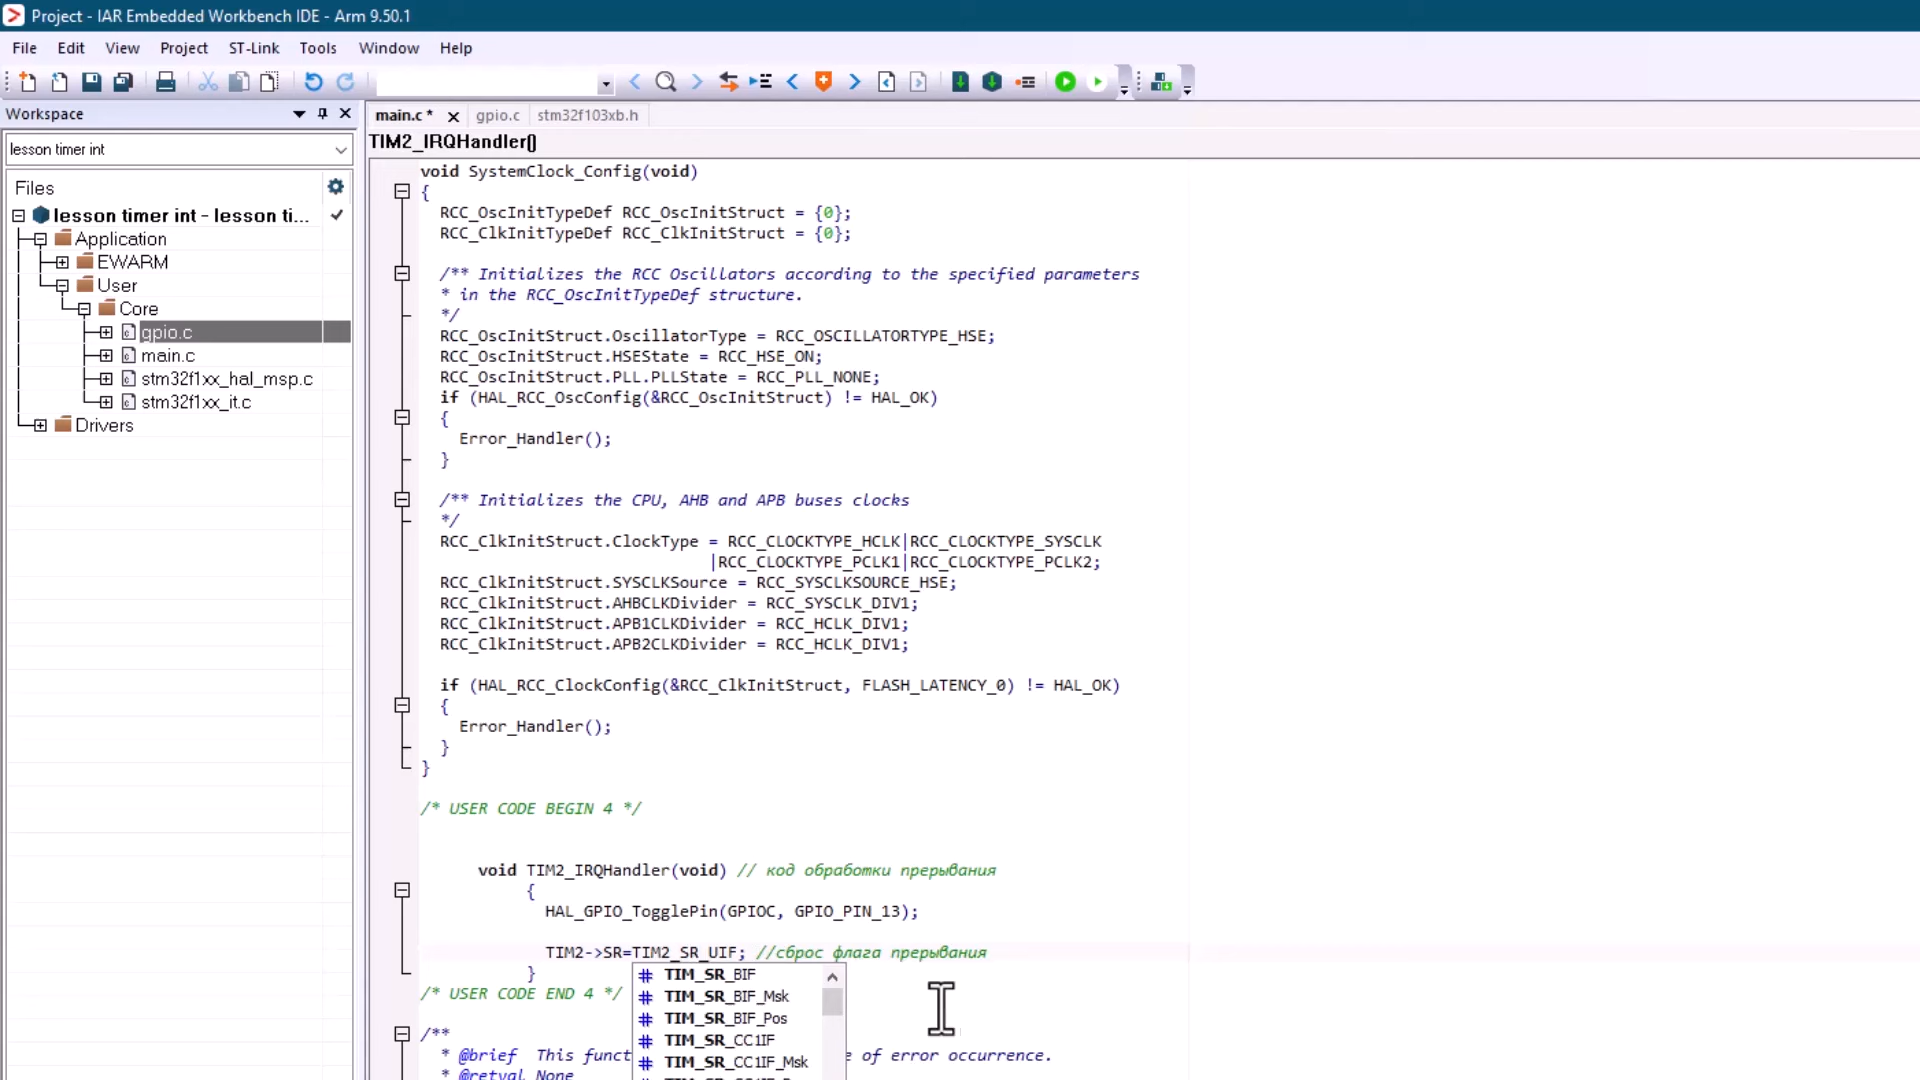 Project - IAR Embedded Workbench IDE - Arm 9.50.1
File Edit View Project ST-Link Tools Window Help
Workspace
lesson timer int
Files
lesson timer int - lesson ti...
Application
EWARM
User
Core
gpio.c
main.c
stm32f1xx_hal_msp.c
stm32f1xx_it.c
Drivers
main.c * gpio.c stm32f103xb.h
TIM2_IRQHandler()
void SystemClock_Config(void)
{
RCC_OscInitTypeDef RCC_OscInitStruct = {0};
RCC_ClkInitTypeDef RCC_ClkInitStruct = {0};
/** Initializes the RCC Oscillators according to the specified parameters
* in the RCC_OscInitTypeDef structure.
*/
RCC_OscInitStruct.OscillatorType = RCC_OSCILLATORTYPE_HSE;
RCC_OscInitStruct.HSEState = RCC_HSE_ON;
RCC_OscInitStruct.PLL.PLLState = RCC_PLL_NONE;
if (HAL_RCC_OscConfig(&RCC_OscInitStruct) != HAL_OK)
{
Error_Handler();
}
/** Initializes the CPU, AHB and APB buses clocks
*/
RCC_ClkInitStruct.ClockType = RCC_CLOCKTYPE_HCLK|RCC_CLOCKTYPE_SYSCLK
|RCC_CLOCKTYPE_PCLK1|RCC_CLOCKTYPE_PCLK2;
RCC_ClkInitStruct.SYSCLKSource = RCC_SYSCLKSOURCE_HSE;
RCC_ClkInitStruct.AHBCLKDivider = RCC_SYSCLK_DIV1;
RCC_ClkInitStruct.APB1CLKDivider = RCC_HCLK_DIV1;
RCC_ClkInitStruct.APB2CLKDivider = RCC_HCLK_DIV1;
if (HAL_RCC_ClockConfig(&RCC_ClkInitStruct, FLASH_LATENCY_0) != HAL_OK)
{
Error_Handler();
}
}
/* USER CODE BEGIN 4 */
void TIM2_IRQHandler(void) // код обработки прерывания
{
HAL_GPIO_TogglePin(GPIOC, GPIO_PIN_13);
TIM2->SR=TIM2_SR_UIF; //сброс флага прерывания
}
/* USER CODE END 4 */
/**
* @brief This funct e of error occurrence.
* @retval None
# TIM_SR_BIF
# TIM_SR_BIF_Msk
# TIM_SR_BIF_Pos
# TIM_SR_CC1IF
# TIM_SR_CC1IF_Msk